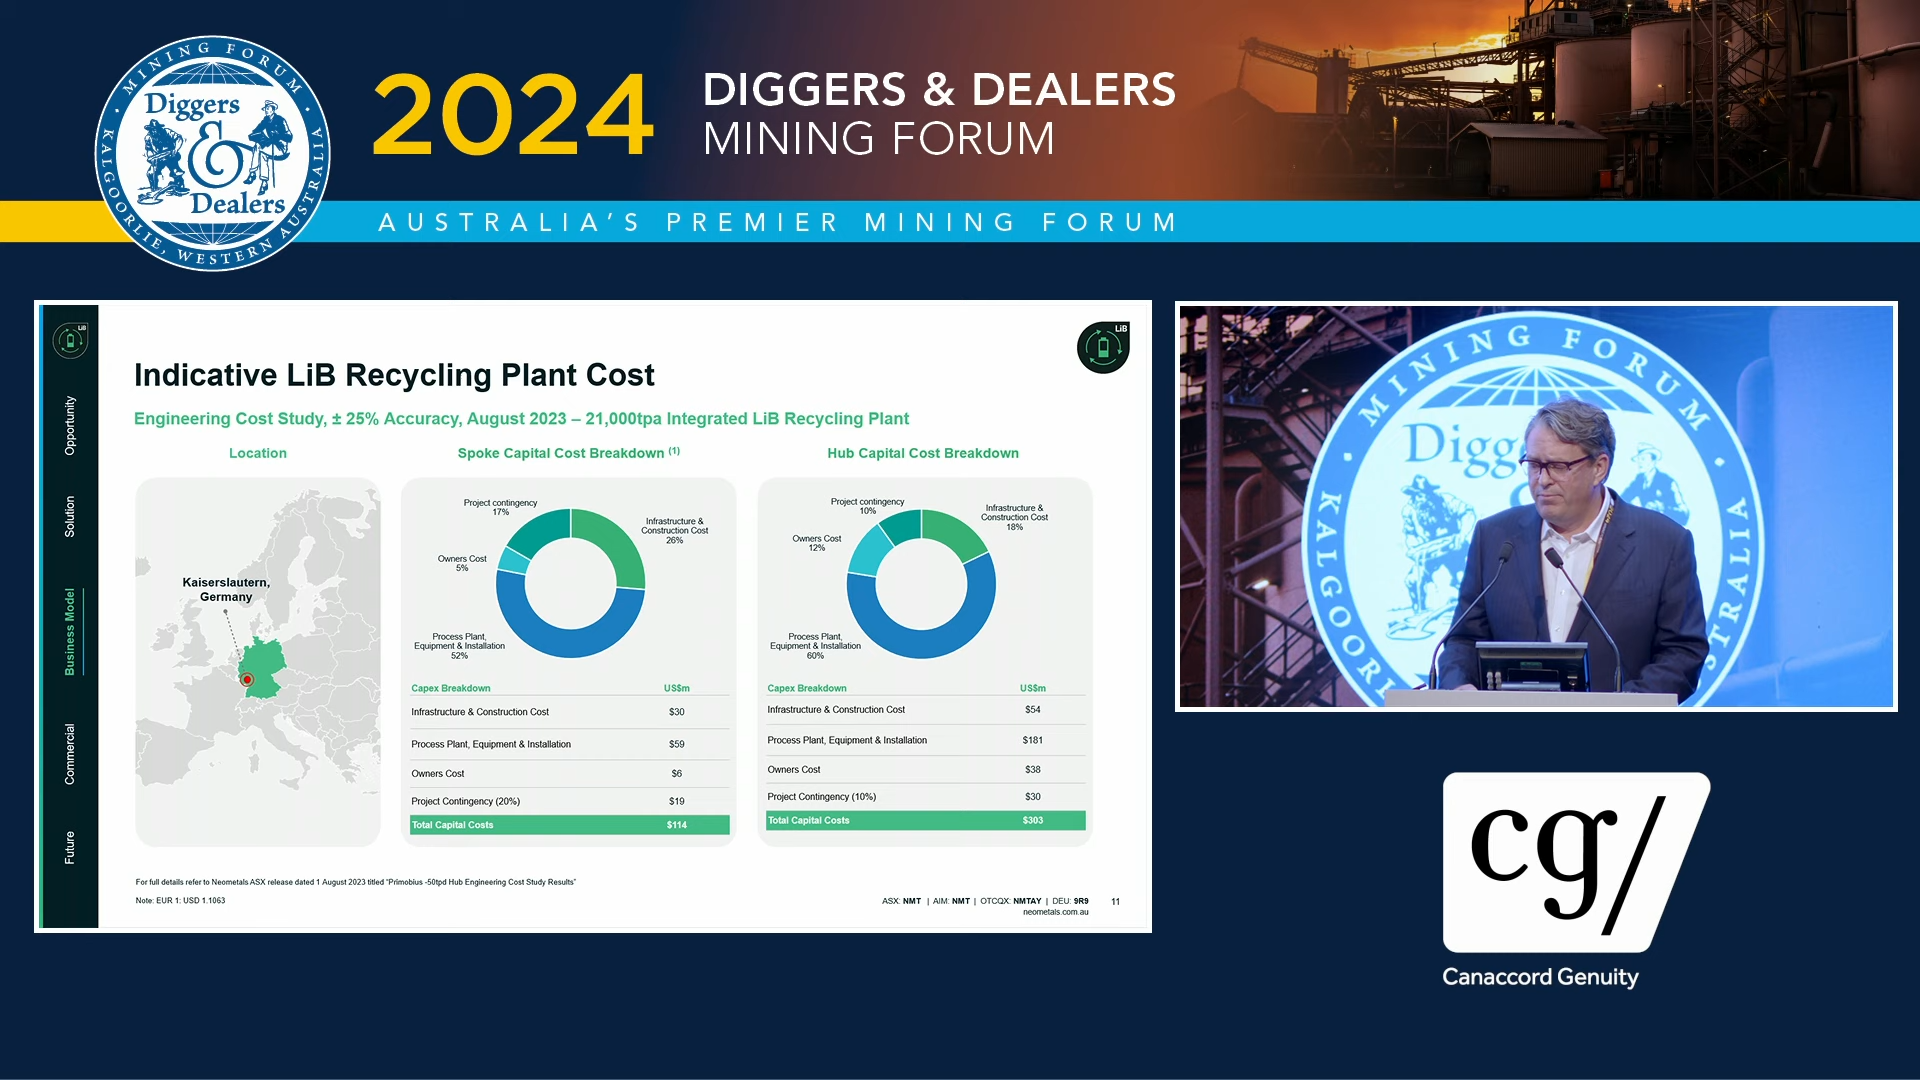 MINING FORUM
Diggers
&
Dealers
KALGOORLIE, WESTERN AUSTRALIA
2024
DIGGERS & DEALERS
MINING FORUM
AUSTRALIA'S PREMIER MINING FORUM
LiB
LiB
Opportunity
Solution
Business Model
Commercial
Future
Indicative LiB Recycling Plant Cost
Engineering Cost Study, ± 25% Accuracy, August 2023 – 21,000tpa Integrated LiB Recycling Plant
Location
Kaiserslautern,
Germany
Spoke Capital Cost Breakdown (1)
Project contingency
17%
Infrastructure &
Construction Cost
26%
Owners Cost
5%
Process Plant,
Equipment & Installation
52%
Capex Breakdown US$m
Infrastructure & Construction Cost $30
Process Plant, Equipment & Installation $59
Owners Cost $6
Project Contingency (20%) $19
Total Capital Costs $114
Hub Capital Cost Breakdown
Project contingency
10%
Infrastructure &
Construction Cost
18%
Owners Cost
12%
Process Plant,
Equipment & Installation
60%
Capex Breakdown US$m
Infrastructure & Construction Cost $54
Process Plant, Equipment & Installation $181
Owners Cost $38
Project Contingency (10%) $30
Total Capital Costs $303
For full details refer to Neometals ASX release dated 1 August 2023 titled "Primobius -50tpd Hub Engineering Cost Study Results"
Note: EUR 1: USD 1.1063
ASX: NMT | AIM: NMT | OTCQX: NMTAY | DEU: 9R9
neometals.com.au
11
MINING FORUM
Digg
KALGOORL
STRALIA
cg/
Canaccord Genuity